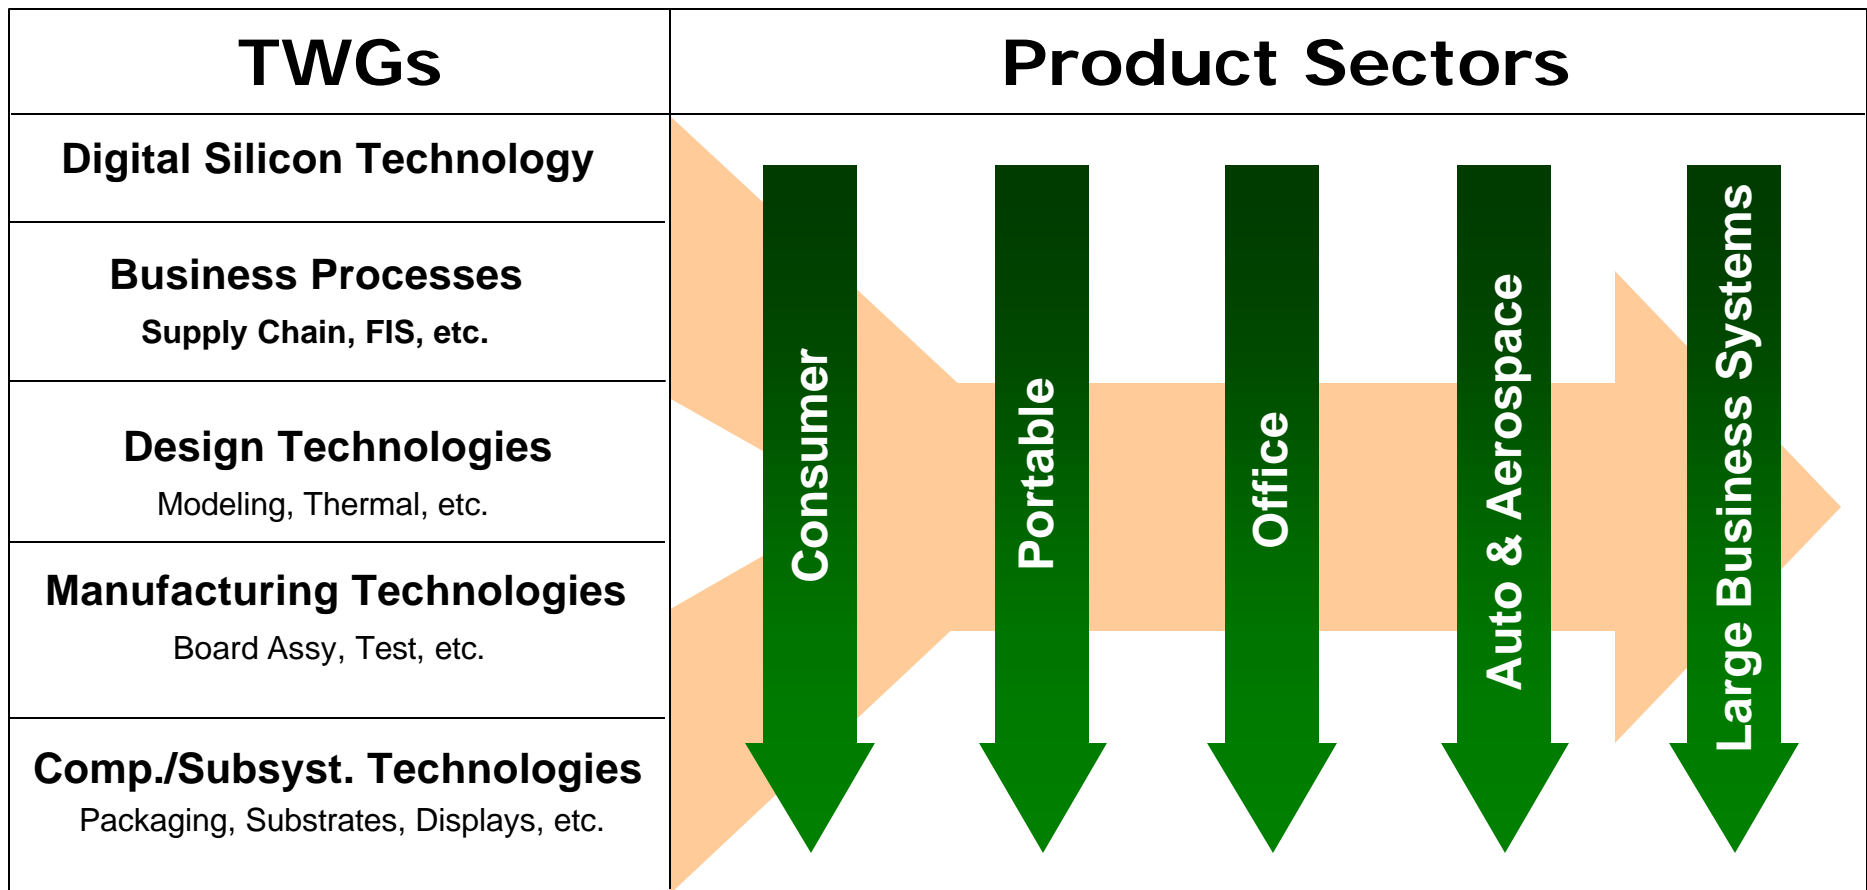 TWGs
Product Sectors
Digital Silicon Technology
Business Processes
Supply Chain, FIS, etc.
Design Technologies
Modeling, Thermal, etc.
Manufacturing Technologies
Board Assy, Test, etc.
Comp./Subsyst. Technologies
Packaging, Substrates, Displays, etc.
Consumer
Portable
Office
Auto & Aerospace
Large Business Systems